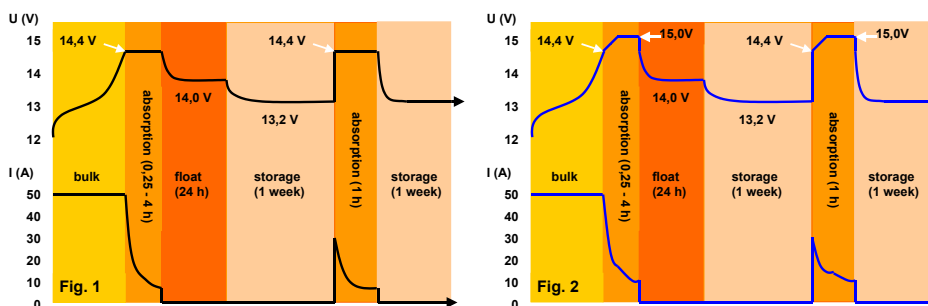 U (V)
15
14
13
12
14,4 V
14,0 V
13,2 V
14,4 V
I (A)
50
40
30
20
10
0
bulk
absorption (0,25 - 4 h)
float
(24 h)
storage
(1 week)
absorption (1 h)
storage
(1 week)
Fig. 1
U (V)
15
14
13
12
14,4 V
15,0V
14,0 V
13,2 V
14,4 V
15,0V
I (A)
50
40
30
20
10
0
bulk
absorption (0,25 - 4 h)
float
(24 h)
storage
(1 week)
absorption (1 h)
storage
(1 week)
Fig. 2